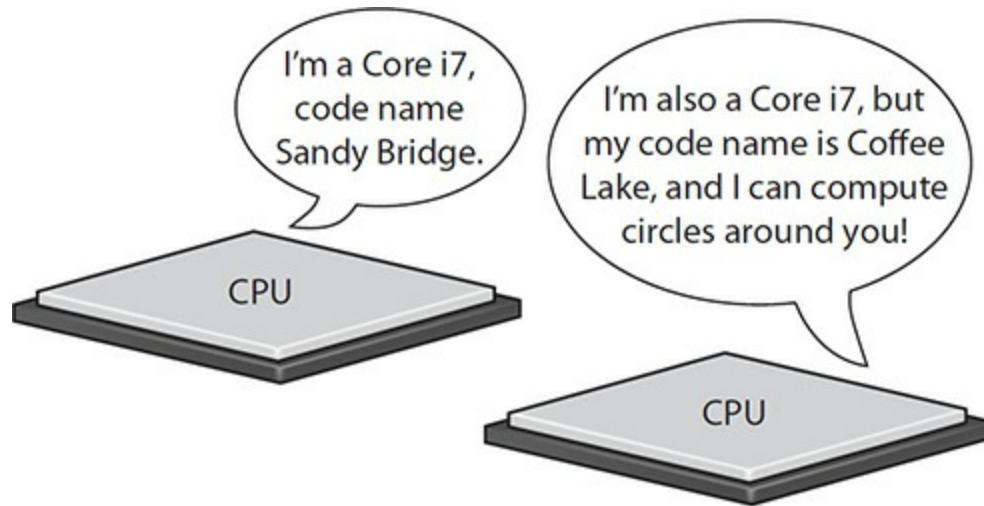 I'm a Core i7,
code name
Sandy Bridge.
I'm also a Core i7, but
my code name is Coffee
Lake, and I can compute
circles around you!
CPU
CPU